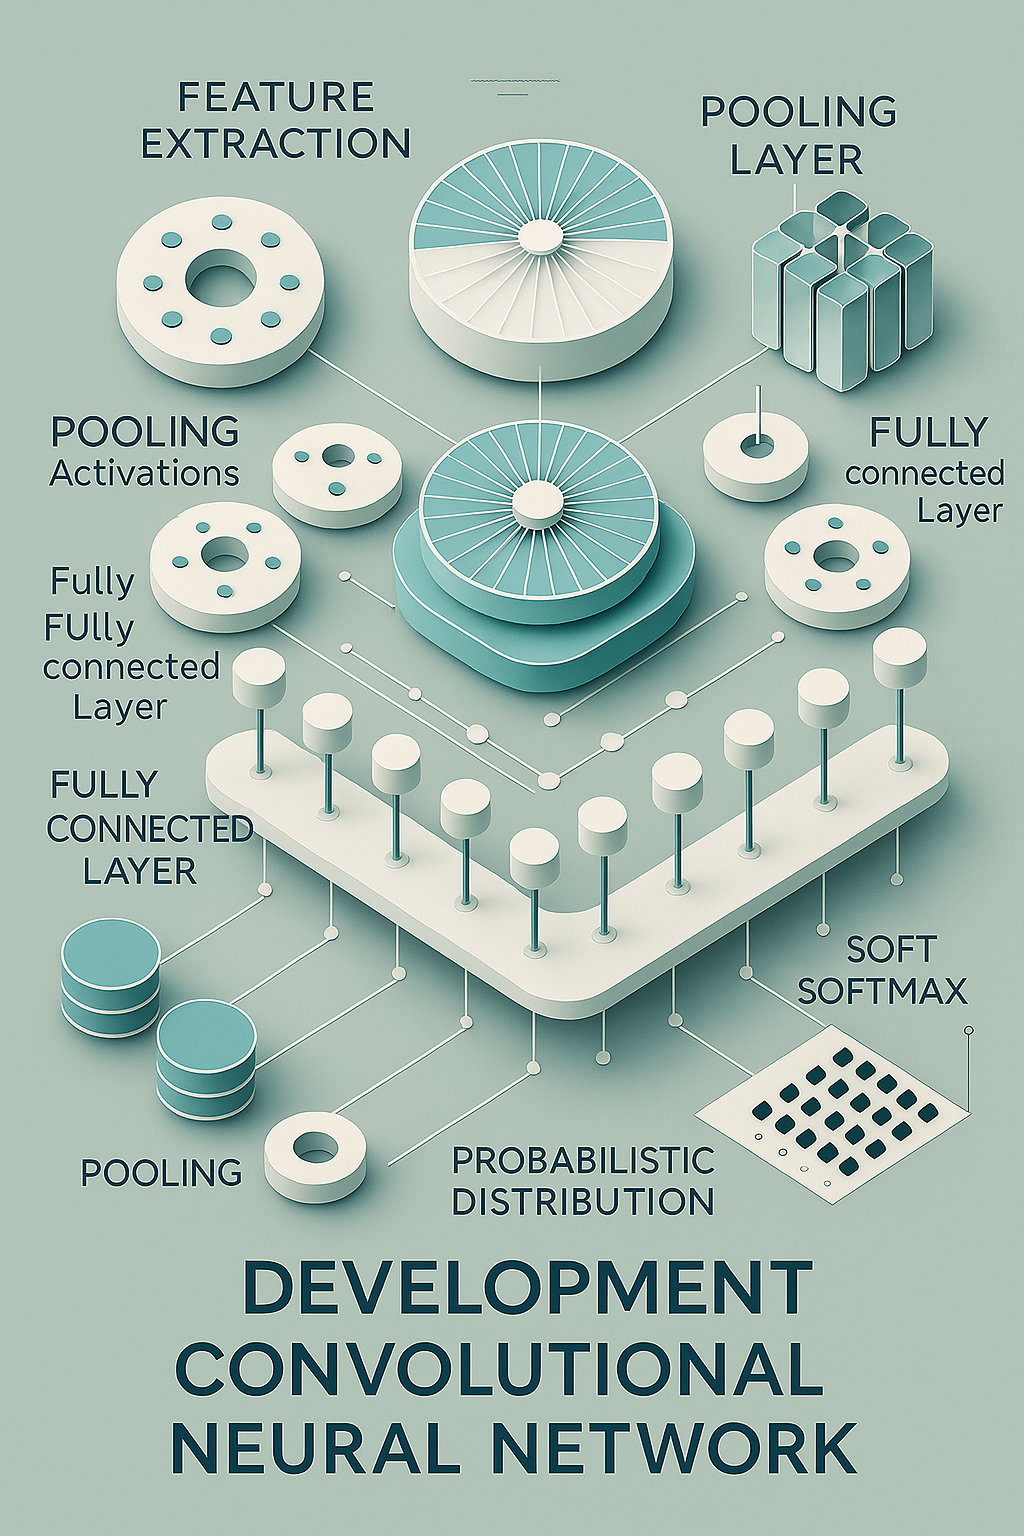 FEATURE
EXTRACTION
POOLING
LAYER
POOLING
Activations
FULLY
connected
Layer
Fully
FUlly
connected
Layer
FULLY
CONNECTED
LAYER
SOFT
SOFTMAX
POOLING
PROBABILISTIC
DISTRIBUTION
DEVELOPMENT
CONVOLUTIONAL
NEURAL NETWORK